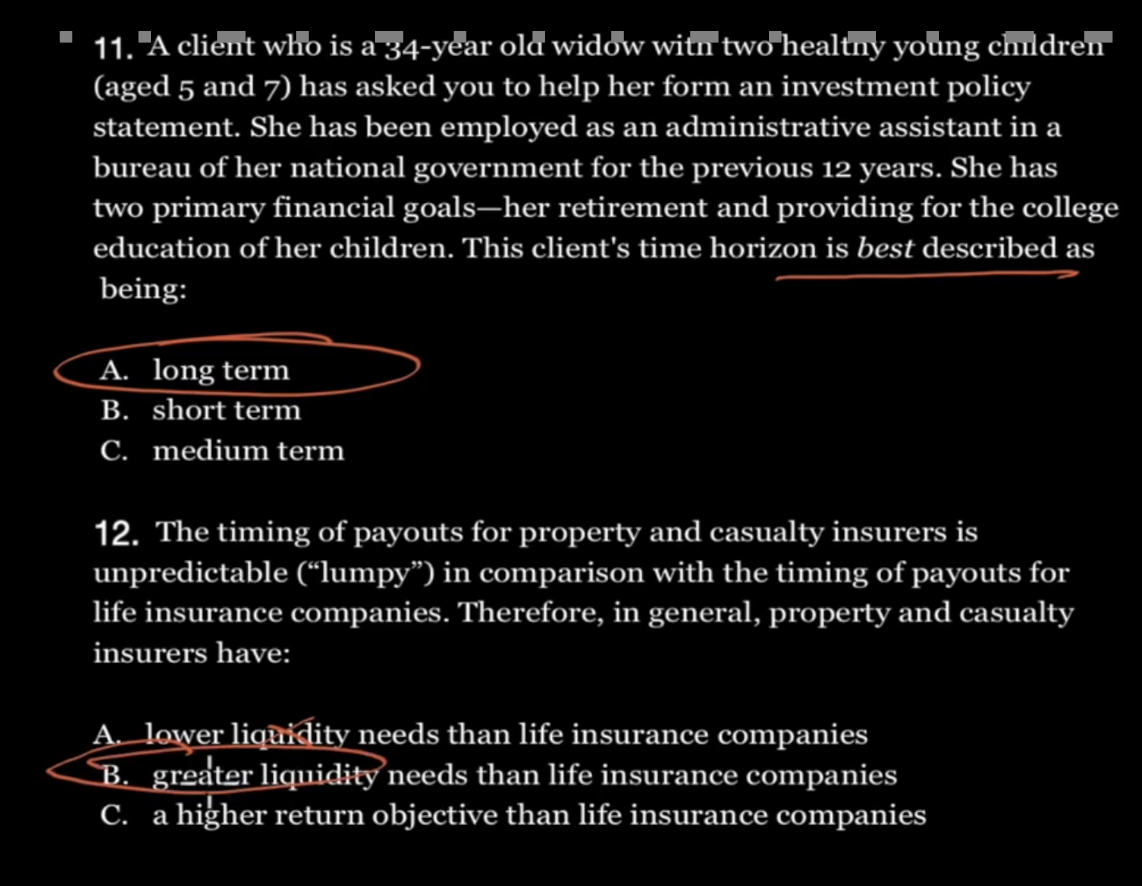 11. A client who is a 34-year old widow with two healthy young children
(aged 5 and 7) has asked you to help her form an investment policy
statement. She has been employed as an administrative assistant in a
bureau of her national government for the previous 12 years. She has
two primary financial goals—her retirement and providing for the college
education of her children. This client's time horizon is best described as
being:
A. long term
B. short term
C. medium term
12. The timing of payouts for property and casualty insurers is
unpredictable (“lumpy”) in comparison with the timing of payouts for
life insurance companies. Therefore, in general, property and casualty
insurers have:
A. lower liquidity needs than life insurance companies
B. greater liquidity needs than life insurance companies
C. a higher return objective than life insurance companies